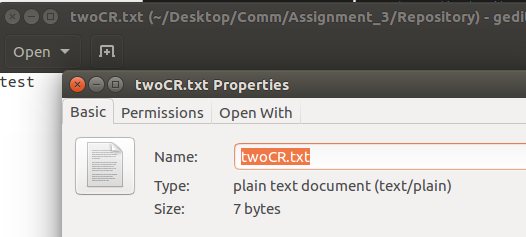 twoCR.txt (~/Desktop/Comm/Assignment_3/Repository) - gedit
Open
test
twoCR.txt Properties
Basic Permissions Open With
Name: twoCR.txt
Type: plain text document (text/plain)
Size: 7 bytes